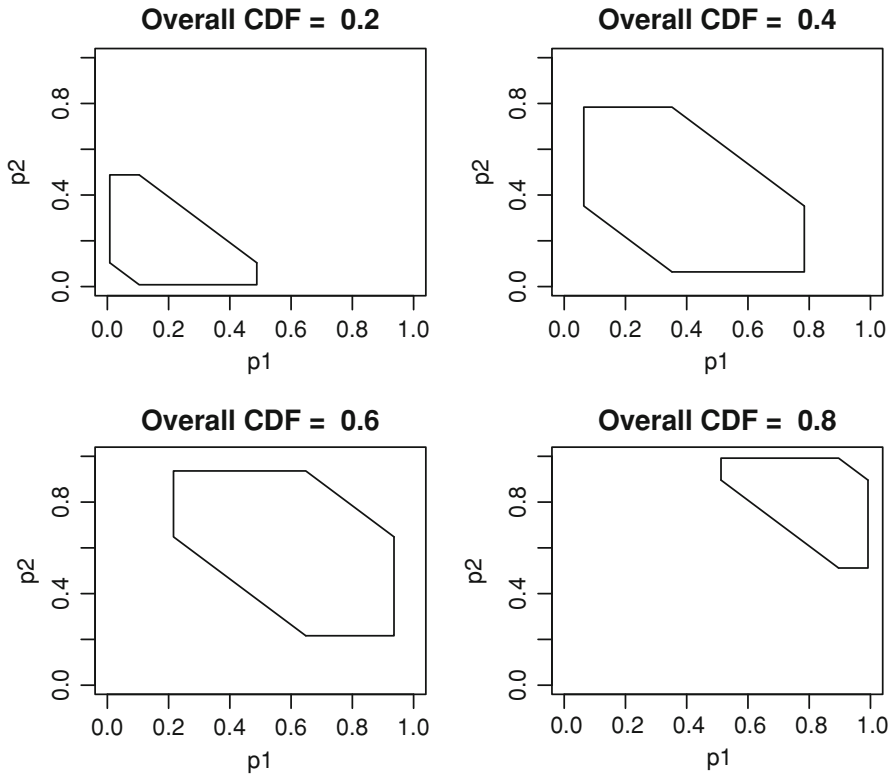 Overall CDF = 0.2
p2
0.0 0.4 0.8
0.0 0.2 0.4 0.6 0.8 1.0
p1
Overall CDF = 0.4
p2
0.0 0.4 0.8
0.0 0.2 0.4 0.6 0.8 1.0
p1
Overall CDF = 0.6
p2
0.0 0.4 0.8
0.0 0.2 0.4 0.6 0.8 1.0
p1
Overall CDF = 0.8
p2
0.0 0.4 0.8
0.0 0.2 0.4 0.6 0.8 1.0
p1